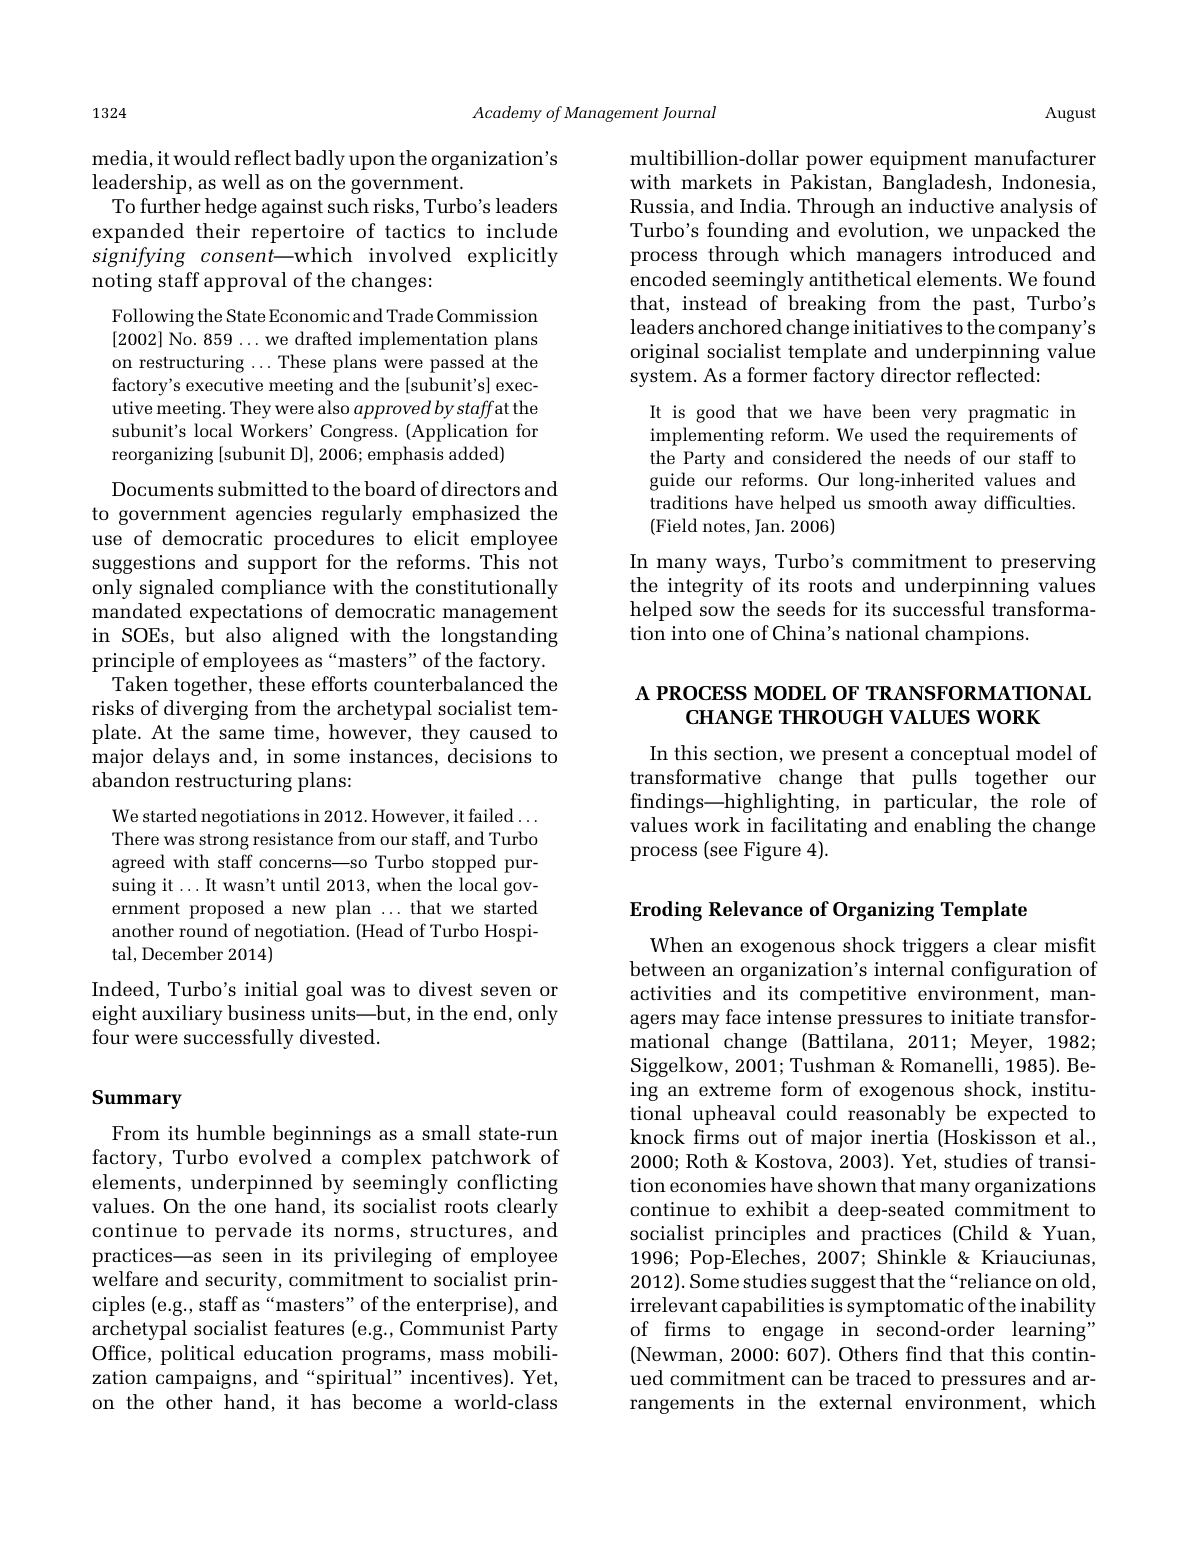 1324
Academy of Management Journal
August
media, it would reflect badly upon the organization's
leadership, as well as on the government.
To further hedge against such risks, Turbo's leaders
expanded their repertoire of tactics to include
signifying consent—which involved explicitly
noting staff approval of the changes:
Following the State Economic and Trade Commission
[2002] No. 859 ... we drafted implementation plans
on restructuring ... These plans were passed at the
factory's executive meeting and the [subunit's] exec-
utive meeting. They were also approved by staff at the
subunit's local Workers' Congress. (Application for
reorganizing [subunit D], 2006; emphasis added)
Documents submitted to the board of directors and
to government agencies regularly emphasized the
use of democratic procedures to elicit employee
suggestions and support for the reforms. This not
only signaled compliance with the constitutionally
mandated expectations of democratic management
in SOEs, but also aligned with the longstanding
principle of employees as “masters” of the factory.
Taken together, these efforts counterbalanced the
risks of diverging from the archetypal socialist tem-
plate. At the same time, however, they caused to
major delays and, in some instances, decisions to
abandon restructuring plans:
We started negotiations in 2012. However, it failed ...
There was strong resistance from our staff, and Turbo
agreed with staff concerns—so Turbo stopped pur-
suing it ... It wasn't until 2013, when the local gov-
ernment proposed a new plan ... that we started
another round of negotiation. (Head of Turbo Hospi-
tal, December 2014)
Indeed, Turbo's initial goal was to divest seven or
eight auxiliary business units—but, in the end, only
four were successfully divested.
Summary
From its humble beginnings as a small state-run
factory, Turbo evolved a complex patchwork of
elements, underpinned by seemingly conflicting
values. On the one hand, its socialist roots clearly
continue to pervade its norms, structures, and
practices—as seen in its privileging of employee
welfare and security, commitment to socialist prin-
ciples (e.g., staff as “masters” of the enterprise), and
archetypal socialist features (e.g., Communist Party
Office, political education programs, mass mobili-
zation campaigns, and “spiritual” incentives). Yet,
on the other hand, it has become a world-class
multibillion-dollar power equipment manufacturer
with markets in Pakistan, Bangladesh, Indonesia,
Russia, and India. Through an inductive analysis of
Turbo's founding and evolution, we unpacked the
process through which managers introduced and
encoded seemingly antithetical elements. We found
that, instead of breaking from the past, Turbo's
leaders anchored change initiatives to the company's
original socialist template and underpinning value
system. As a former factory director reflected:
It is good that we have been very pragmatic in
implementing reform. We used the requirements of
the Party and considered the needs of our staff to
guide our reforms. Our long-inherited values and
traditions have helped us smooth away difficulties.
(Field notes, Jan. 2006)
In many ways, Turbo's commitment to preserving
the integrity of its roots and underpinning values
helped sow the seeds for its successful transforma-
tion into one of China's national champions.
A PROCESS MODEL OF TRANSFORMATIONAL
CHANGE THROUGH VALUES WORK
In this section, we present a conceptual model of
transformative change that pulls together our
findings—highlighting, in particular, the role of
values work in facilitating and enabling the change
process (see Figure 4).
Eroding Relevance of Organizing Template
When an exogenous shock triggers a clear misfit
between an organization's internal configuration of
activities and its competitive environment, man-
agers may face intense pressures to initiate transfor-
mational change (Battilana, 2011; Meyer, 1982;
Siggelkow, 2001; Tushman & Romanelli, 1985). Be-
ing an extreme form of exogenous shock, institu-
tional upheaval could reasonably be expected to
knock firms out of major inertia (Hoskisson et al.,
2000; Roth & Kostova, 2003). Yet, studies of transi-
tion economies have shown that many organizations
continue to exhibit a deep-seated commitment to
socialist principles and practices (Child & Yuan,
1996; Pop-Eleches, 2007; Shinkle & Kriauciunas,
2012). Some studies suggest that the “reliance on old,
irrelevant capabilities is symptomatic of the inability
of firms to engage in second-order learning”
(Newman, 2000: 607). Others find that this contin-
ued commitment can be traced to pressures and ar-
rangements in the external environment, which